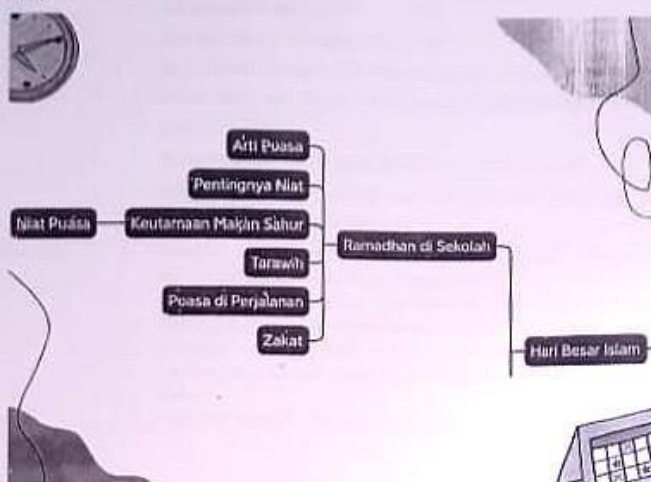 Arti Puasa
Pentingnya Niat
Niat Puasa
Keutamaan Makan Sahur
Ramadhan di Sekolah
Tarawih
Puasa di Perjalanan
Zakat
Hari Besar Islam